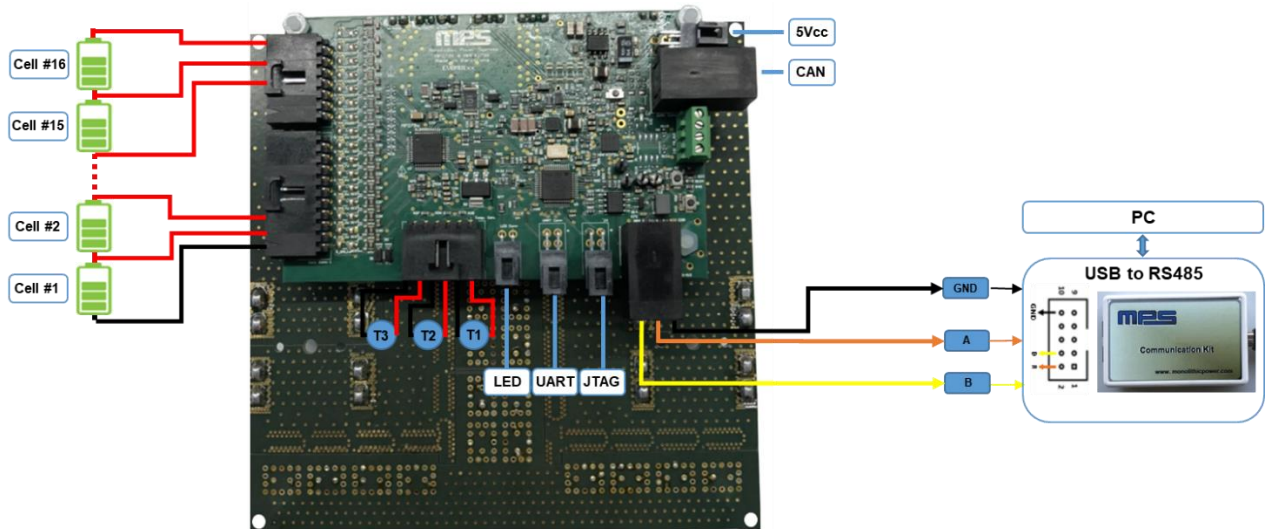 Cell #16
Cell #15
Cell #2
Cell #1
MPS
5Vcc
CAN
T3
T2
T1
LED
UART
JTAG
GND
A
B
PC
USB to RS485
10
9
GND
2
1
MPS
Communication Kit
www. monolithicpower.com